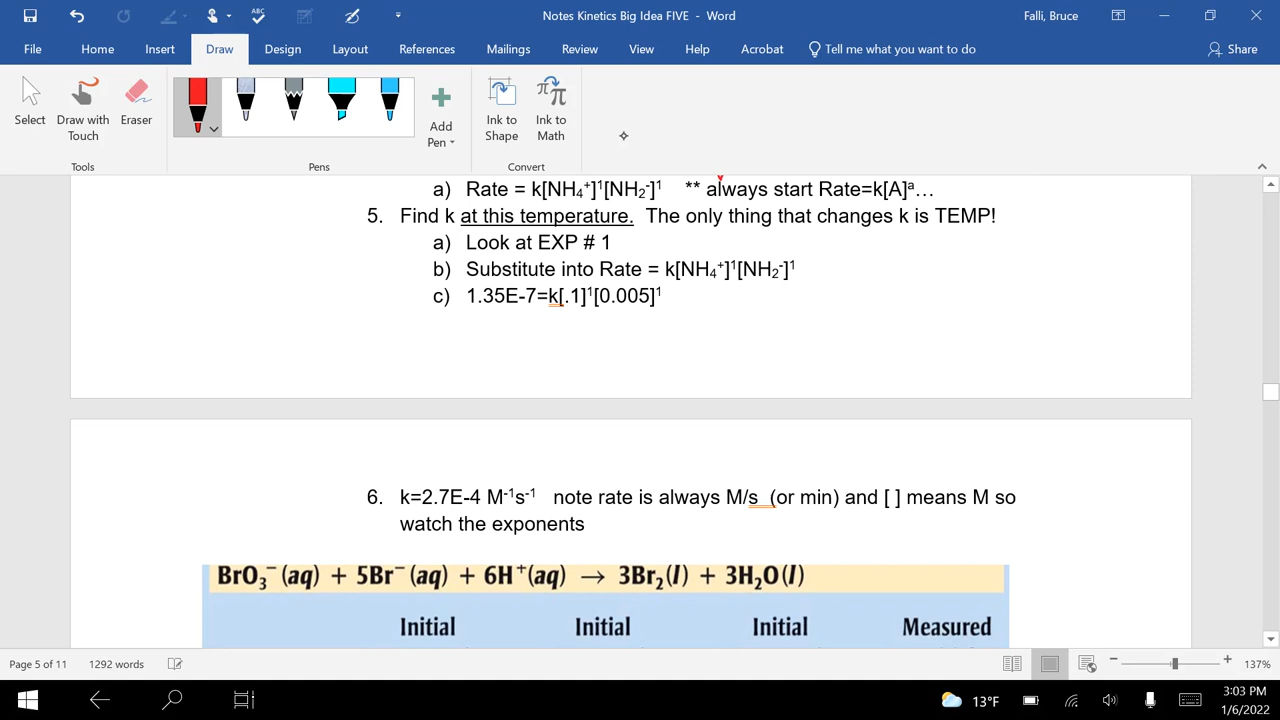 Notes Kinetics Big Idea FIVE - Word
Falli, Bruce
File Home Insert Draw Design Layout References Mailings Review View Help Acrobat Tell me what you want to do Share
ABC
Select
Draw with Touch
Eraser
Add Pen
Ink to Shape
Ink to Math
Tools
Pens
Convert
a) Rate = k[NH₄⁺]¹[NH₂⁻]¹ ** always start Rate=k[A]ᵃ…
5. Find k at this temperature. The only thing that changes k is TEMP!
a) Look at EXP # 1
b) Substitute into Rate = k[NH₄⁺]¹[NH₂⁻]¹
c) 1.35E-7=k[.1]¹[0.005]¹
6. k=2.7E-4 M⁻¹s⁻¹ note rate is always M/s (or min) and [ ] means M so
watch the exponents
BrO₃⁻(aq) + 5Br⁻(aq) + 6H⁺(aq) → 3Br₂(l) + 3H₂O(l)
Initial Initial Initial Measured
Page 5 of 11 1292 words 137%
13°F
3:03 PM
1/6/2022